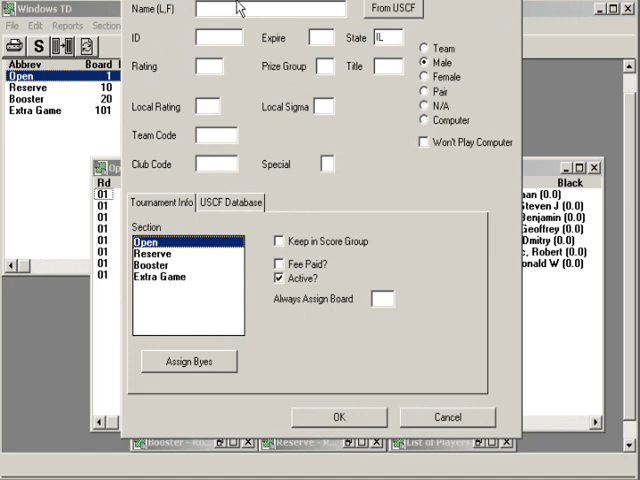 Windows TD
Name (L,F)
From USCF
File Edit Reports Section
ID
Expire
State IL
S
Rating
Prize Group
Title
Team
Male
Female
Pair
N/A
Computer
Won't Play Computer
Abbrev Board
Open 1
Reserve 10
Booster 20
Extra Game 101
Local Rating
Local Sigma
Team Code
Club Code
Special
Op
Rd
01
01
01
01
01
01
01
01
Black
(0.0)
Steven J (0.0)
Benjamin (0.0)
Geoffrey (0.0)
Dmitry (0.0)
, Robert (0.0)
onald W (0.0)
Tournament Info USCF Database
Section
Open
Reserve
Booster
Extra Game
Keep in Score Group
Fee Paid?
Active?
Always Assign Board
Assign Byes
OK
Cancel
Booster - Ro...
Reserve - R...
List of Players